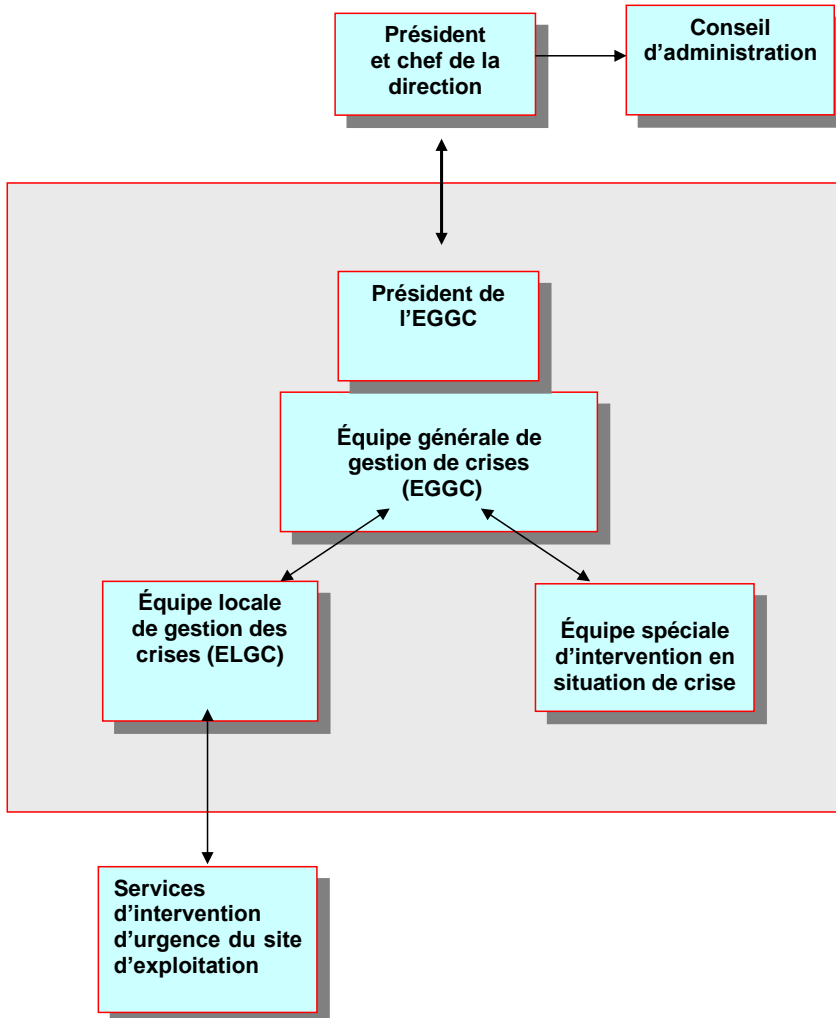 Président
et chef de la
direction
Conseil
d’administration
Président de
l’EGGC
Équipe générale de
gestion de crises
(EGGC)
Équipe locale
de gestion des
crises (ELGC)
Équipe spéciale
d’intervention en
situation de crise
Services
d’intervention
d’urgence du site
d’exploitation